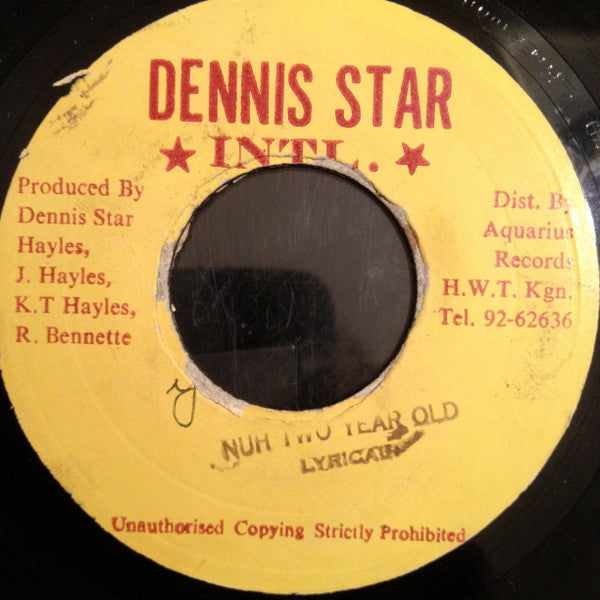 DENNIS STAR
★ INTL. ★
Produced By
Dennis Star
Hayles,
J. Hayles,
K.T Hayles,
R. Bennette
Dist. By
Aquarius
Records
H.W.T. Kgn.
Tel. 92-62636
y
NUH TWO YEAR OLD
Unauthorised Copying Strictly Prohibited